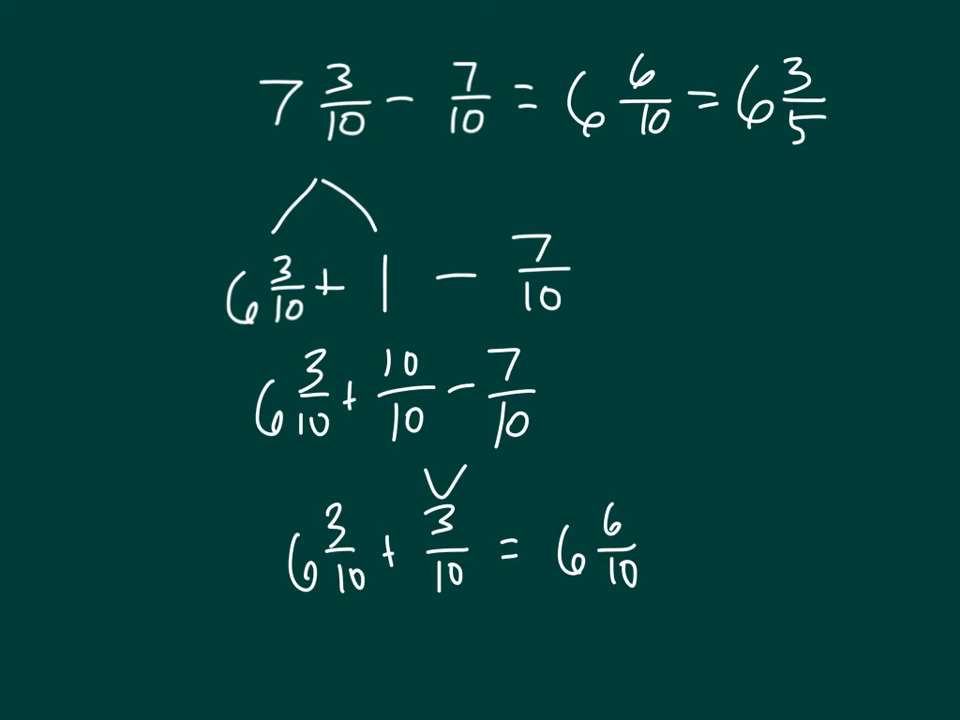 7 3/10 − 7/10 = 6 6/10 = 6 3/5
6 3/10 + 1 − 7/10
6 3/10 + 10/10 − 7/10
6 3/10 + 3/10 = 6 6/10